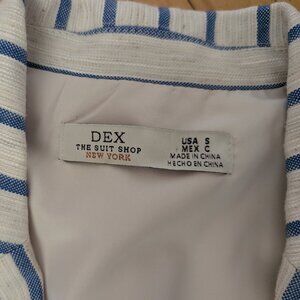 DEX
THE SUIT SHOP
NEW YORK
USA S
MEX C
MADE IN CHINA
HECHO EN CHINA